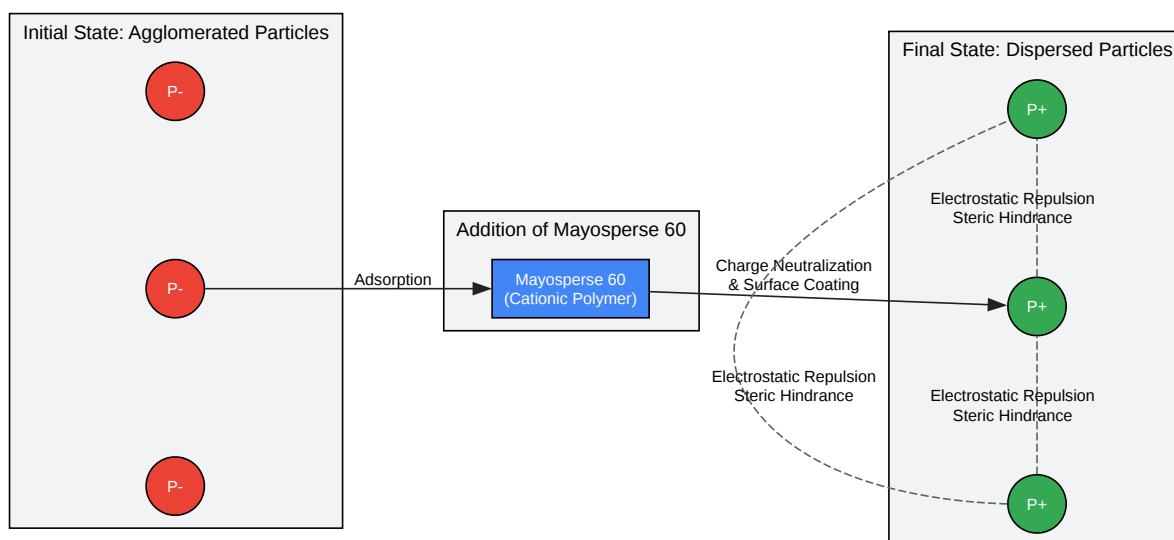 Initial State: Agglomerated Particles
P-
P-
P-
Adsorption
Addition of Mayosperse 60
Mayosperse 60
(Cationic Polymer)
Charge Neutralization
& Surface Coating
Electrostatic Repulsion
Steric Hindrance
Final State: Dispersed Particles
P+
Electrostatic Repulsion
Steric Hindrance
P+
Electrostatic Repulsion
Steric Hindrance
P+